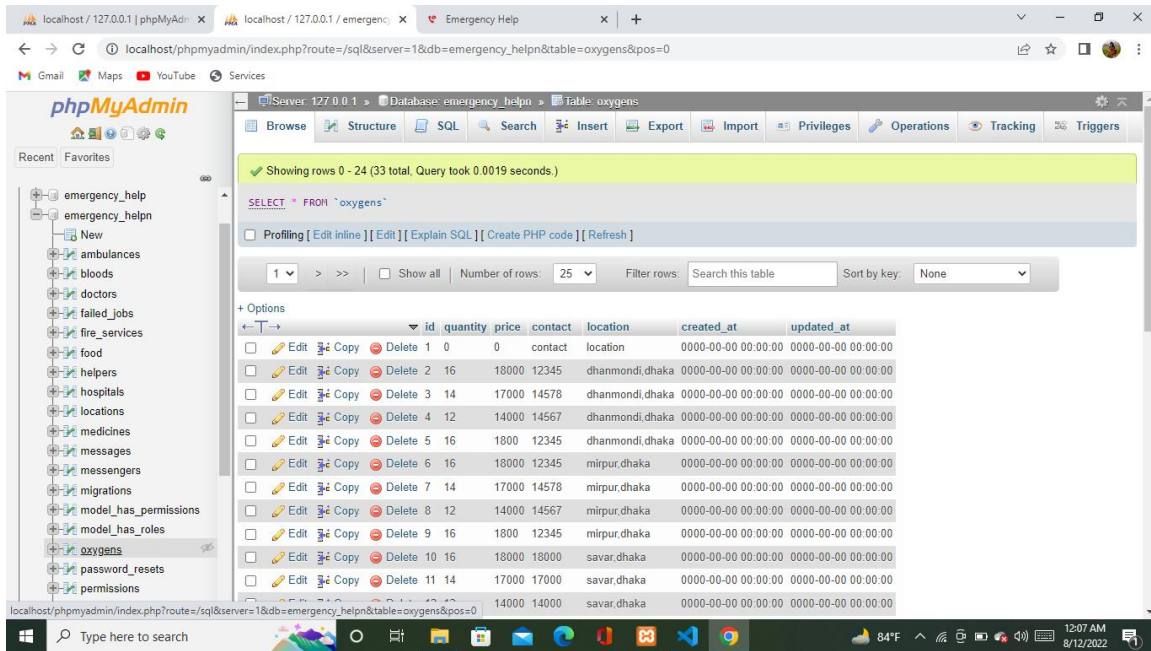 localhost / 127.0.0.1 | phpMyAdn localhost / 127.0.0.1 / emergenc Emergency Help
localhost/phpmyadmin/index.php?route=/sql&server=1&db=emergency_helpn&table=oxygens&pos=0
Gmail Maps YouTube Services
phpMyAdmin
Recent Favorites
emergency_help
emergency_helpn
New
ambulances
bloods
doctors
failed_jobs
fire_services
food
helpers
hospitals
locations
medicines
messages
messengers
migrations
model_has_permissions
model_has_roles
oxygens
password_resets
permissions
localhost/phpmyadmin/index.php?route=/sql&server=1&db=emergency_helpn&table=oxygens&pos=0
Server: 127.0.0.1 » Database: emergency_helpn » Table: oxygens
Browse Structure SQL Search Insert Export Import Privileges Operations Tracking Triggers
Showing rows 0 - 24 (33 total, Query took 0.0019 seconds.)
SELECT * FROM `oxygens`
Profiling [ Edit inline ] [ Edit ] [ Explain SQL ] [ Create PHP code ] [ Refresh ]
1 > >> Show all Number of rows: 25 Filter rows: Search this table Sort by key: None
+ Options
id quantity price contact location created_at updated_at
Edit Copy Delete 1 0 0 contact location 0000-00-00 00:00:00 0000-00-00 00:00:00
Edit Copy Delete 2 16 18000 12345 dhanmondi,dhaka 0000-00-00 00:00:00 0000-00-00 00:00:00
Edit Copy Delete 3 14 17000 14578 dhanmondi,dhaka 0000-00-00 00:00:00 0000-00-00 00:00:00
Edit Copy Delete 4 12 14000 14567 dhanmondi,dhaka 0000-00-00 00:00:00 0000-00-00 00:00:00
Edit Copy Delete 5 16 1800 12345 dhanmondi,dhaka 0000-00-00 00:00:00 0000-00-00 00:00:00
Edit Copy Delete 6 16 18000 12345 mirpur,dhaka 0000-00-00 00:00:00 0000-00-00 00:00:00
Edit Copy Delete 7 14 17000 14578 mirpur,dhaka 0000-00-00 00:00:00 0000-00-00 00:00:00
Edit Copy Delete 8 12 14000 14567 mirpur,dhaka 0000-00-00 00:00:00 0000-00-00 00:00:00
Edit Copy Delete 9 16 1800 12345 mirpur,dhaka 0000-00-00 00:00:00 0000-00-00 00:00:00
Edit Copy Delete 10 16 18000 18000 savar,dhaka 0000-00-00 00:00:00 0000-00-00 00:00:00
Edit Copy Delete 11 14 17000 17000 savar,dhaka 0000-00-00 00:00:00 0000-00-00 00:00:00
14000 14000 savar,dhaka 0000-00-00 00:00:00 0000-00-00 00:00:00
Type here to search 84°F 12:07 AM
8/12/2022